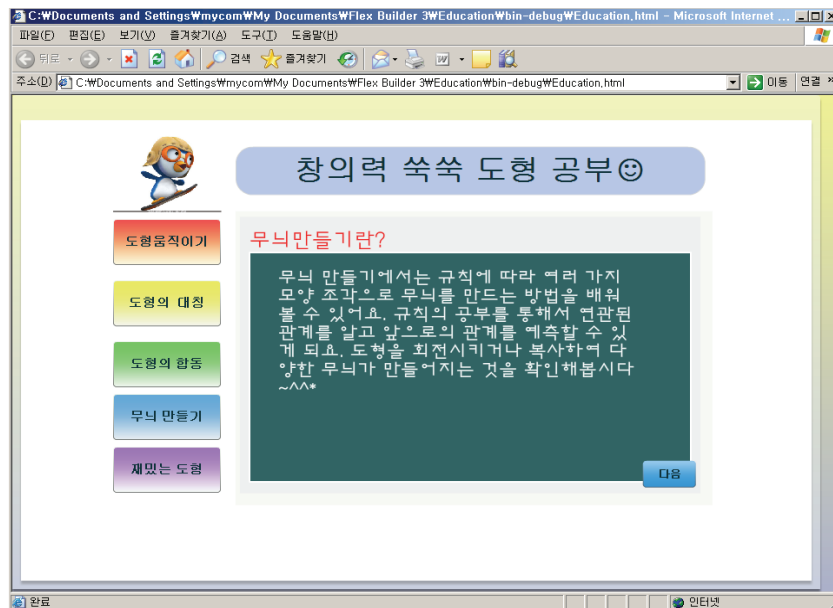 C:₩Documents and Settings₩mycom₩My Documents₩Flex Builder 3₩Education₩bin-debug₩Education.html - Microsoft Internet ...
파일(F) 편집(E) 보기(V) 즐겨찾기(A) 도구(T) 도움말(H)
뒤로 검색 즐겨찾기
주소(D) C:₩Documents and Settings₩mycom₩My Documents₩Flex Builder 3₩Education₩bin-debug₩Education.html 이동 연결 »
창의력 쑥쑥 도형 공부☺
도형움직이기
도형의 대칭
도형의 합동
무늬 만들기
재밌는 도형
무늬만들기란?
무늬 만들기에서는 규칙에 따라 여러 가지
모양 조각으로 무늬를 만드는 방법을 배워
볼 수 있어요. 규칙의 공부를 통해서 연관된
관계를 알고 앞으로의 관계를 예측할 수 있
게 되요. 도형을 회전시키거나 복사하여 다
양한 무늬가 만들어지는 것을 확인해봅시다
~^^*
다음
완료 인터넷